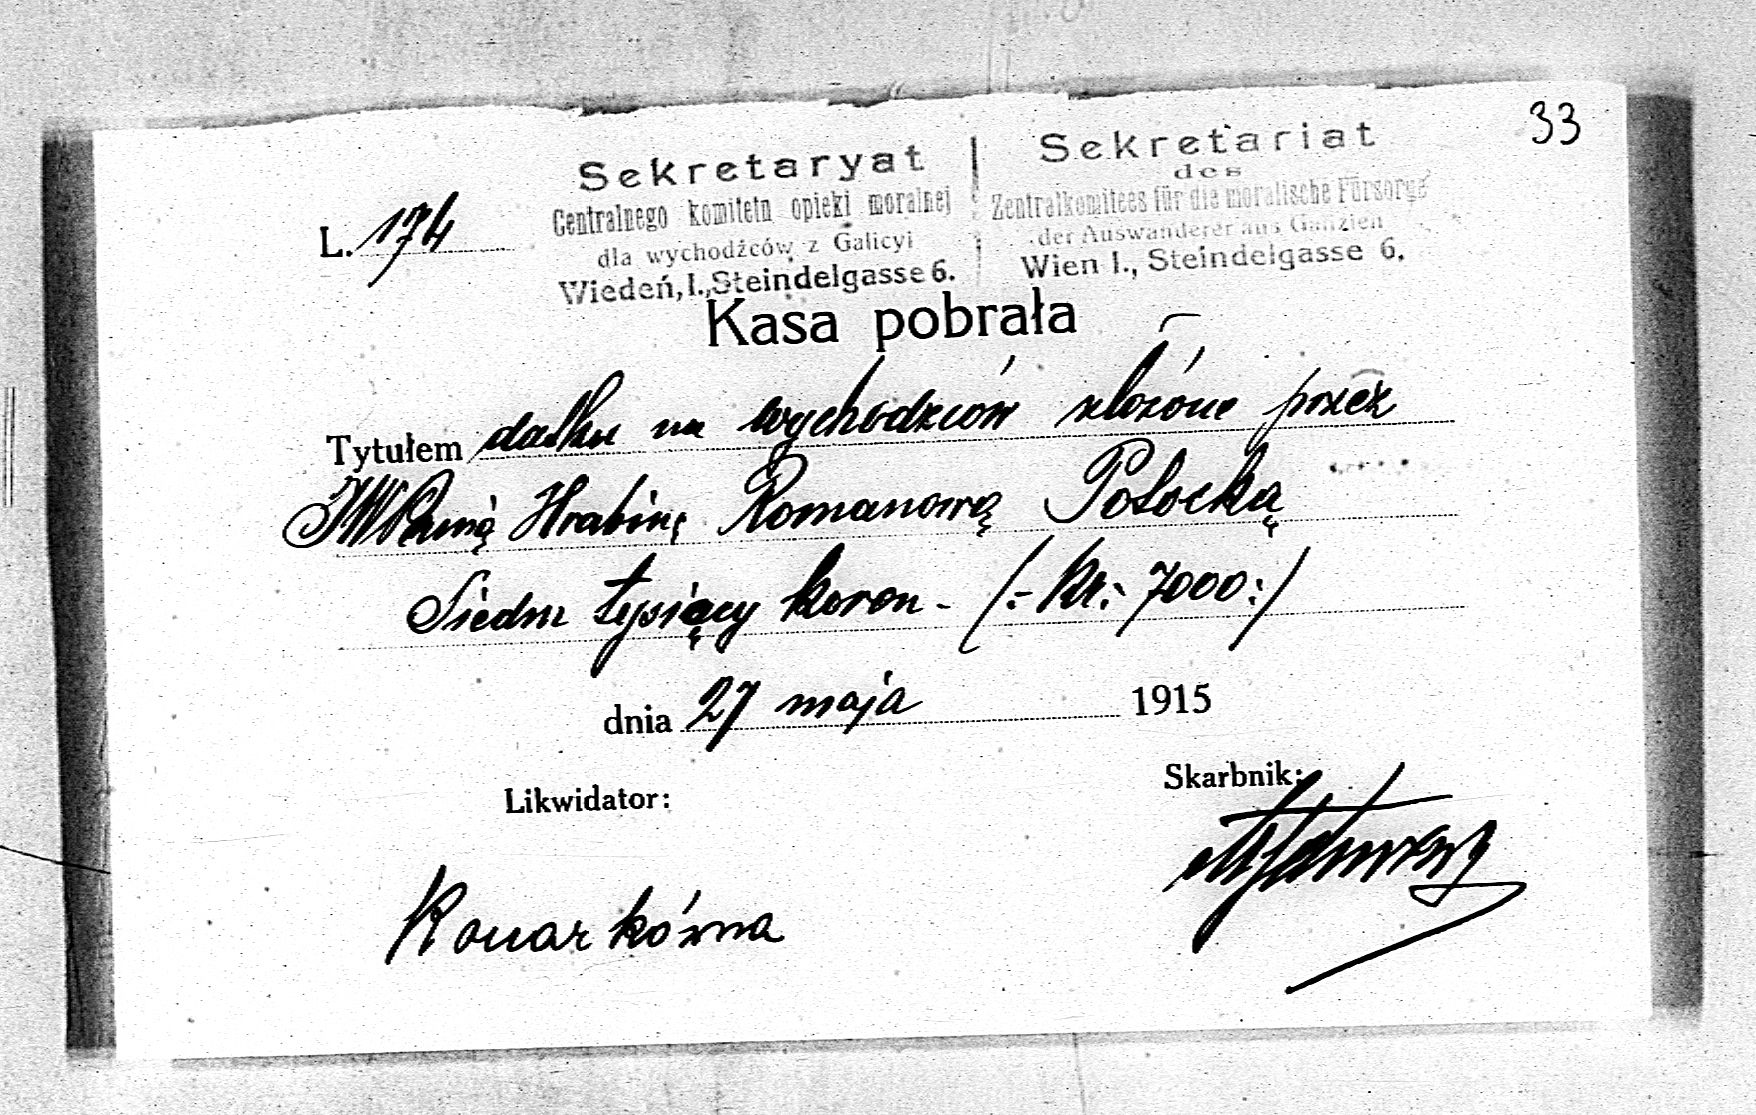 33
Sekretaryat
Centralnego komitetu opieki moralnej
dla wychodźców z Galicyi
Wiedeń, I., Steindelgasse 6.
Sekretariat
des
Zentralkomitees für die moralische Fürsorge
der Auswanderer aus Galizien
Wien I., Steindelgasse 6.
L. 174
Kasa pobrała
Tytułem datku na wychodźców złożone przez
JWPanią Hrabinę Romanową Potocką
Siedm tysięcy koron - (:- Kr:- 7000:)
dnia 27 maja 1915
Likwidator:
Skarbnik: